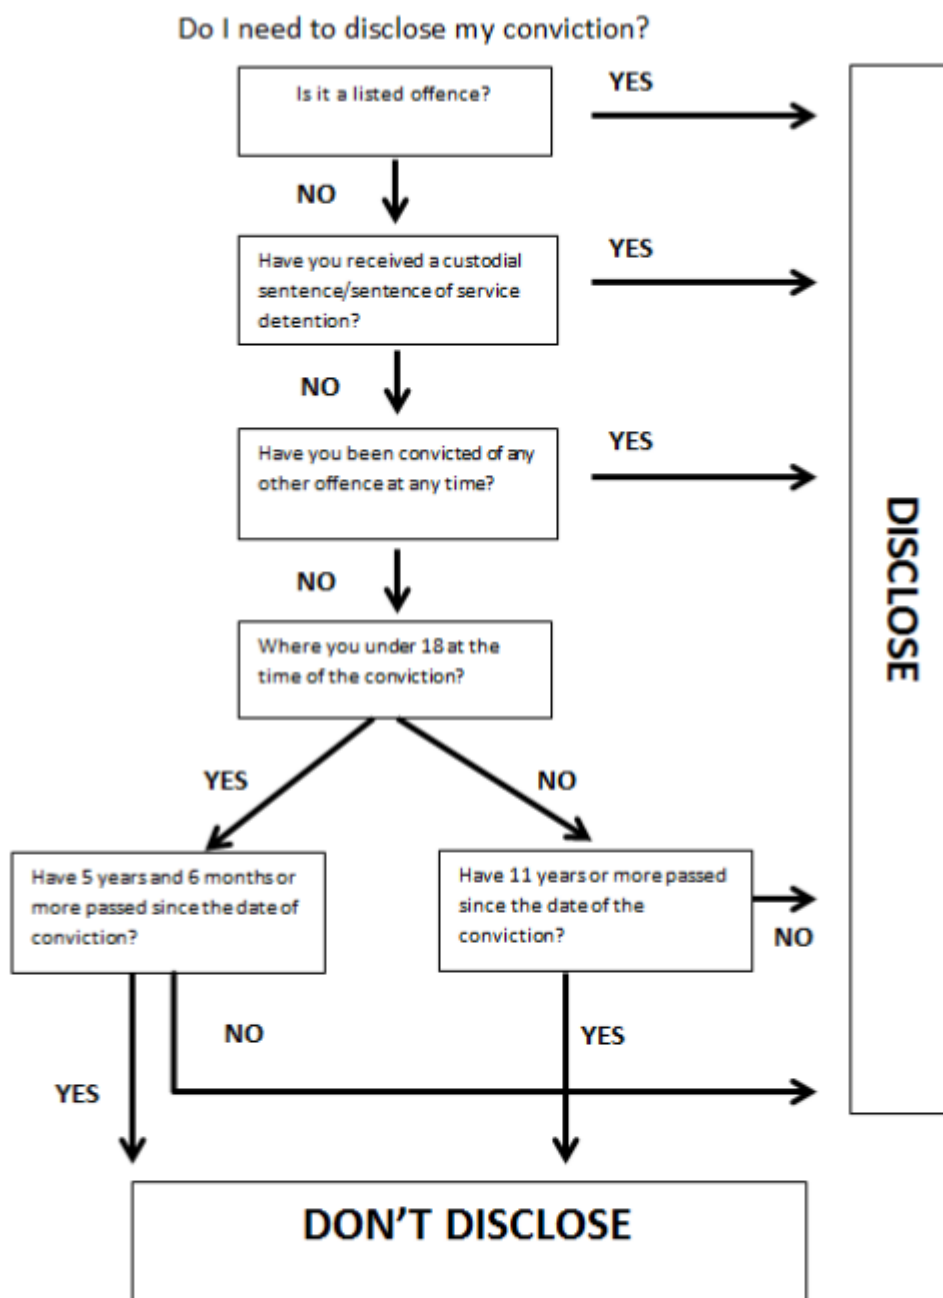 Do I need to disclose my conviction?
Is it a listed offence?
YES
NO
Have you received a custodial
sentence/sentence of service
detention?
YES
NO
Have you been convicted of any
other offence at any time?
YES
NO
Where you under 18 at the
time of the conviction?
YES
NO
Have 5 years and 6 months or
more passed since the date of
conviction?
Have 11 years or more passed
since the date of the
conviction?
NO
NO
YES
YES
DISCLOSE
DON'T DISCLOSE